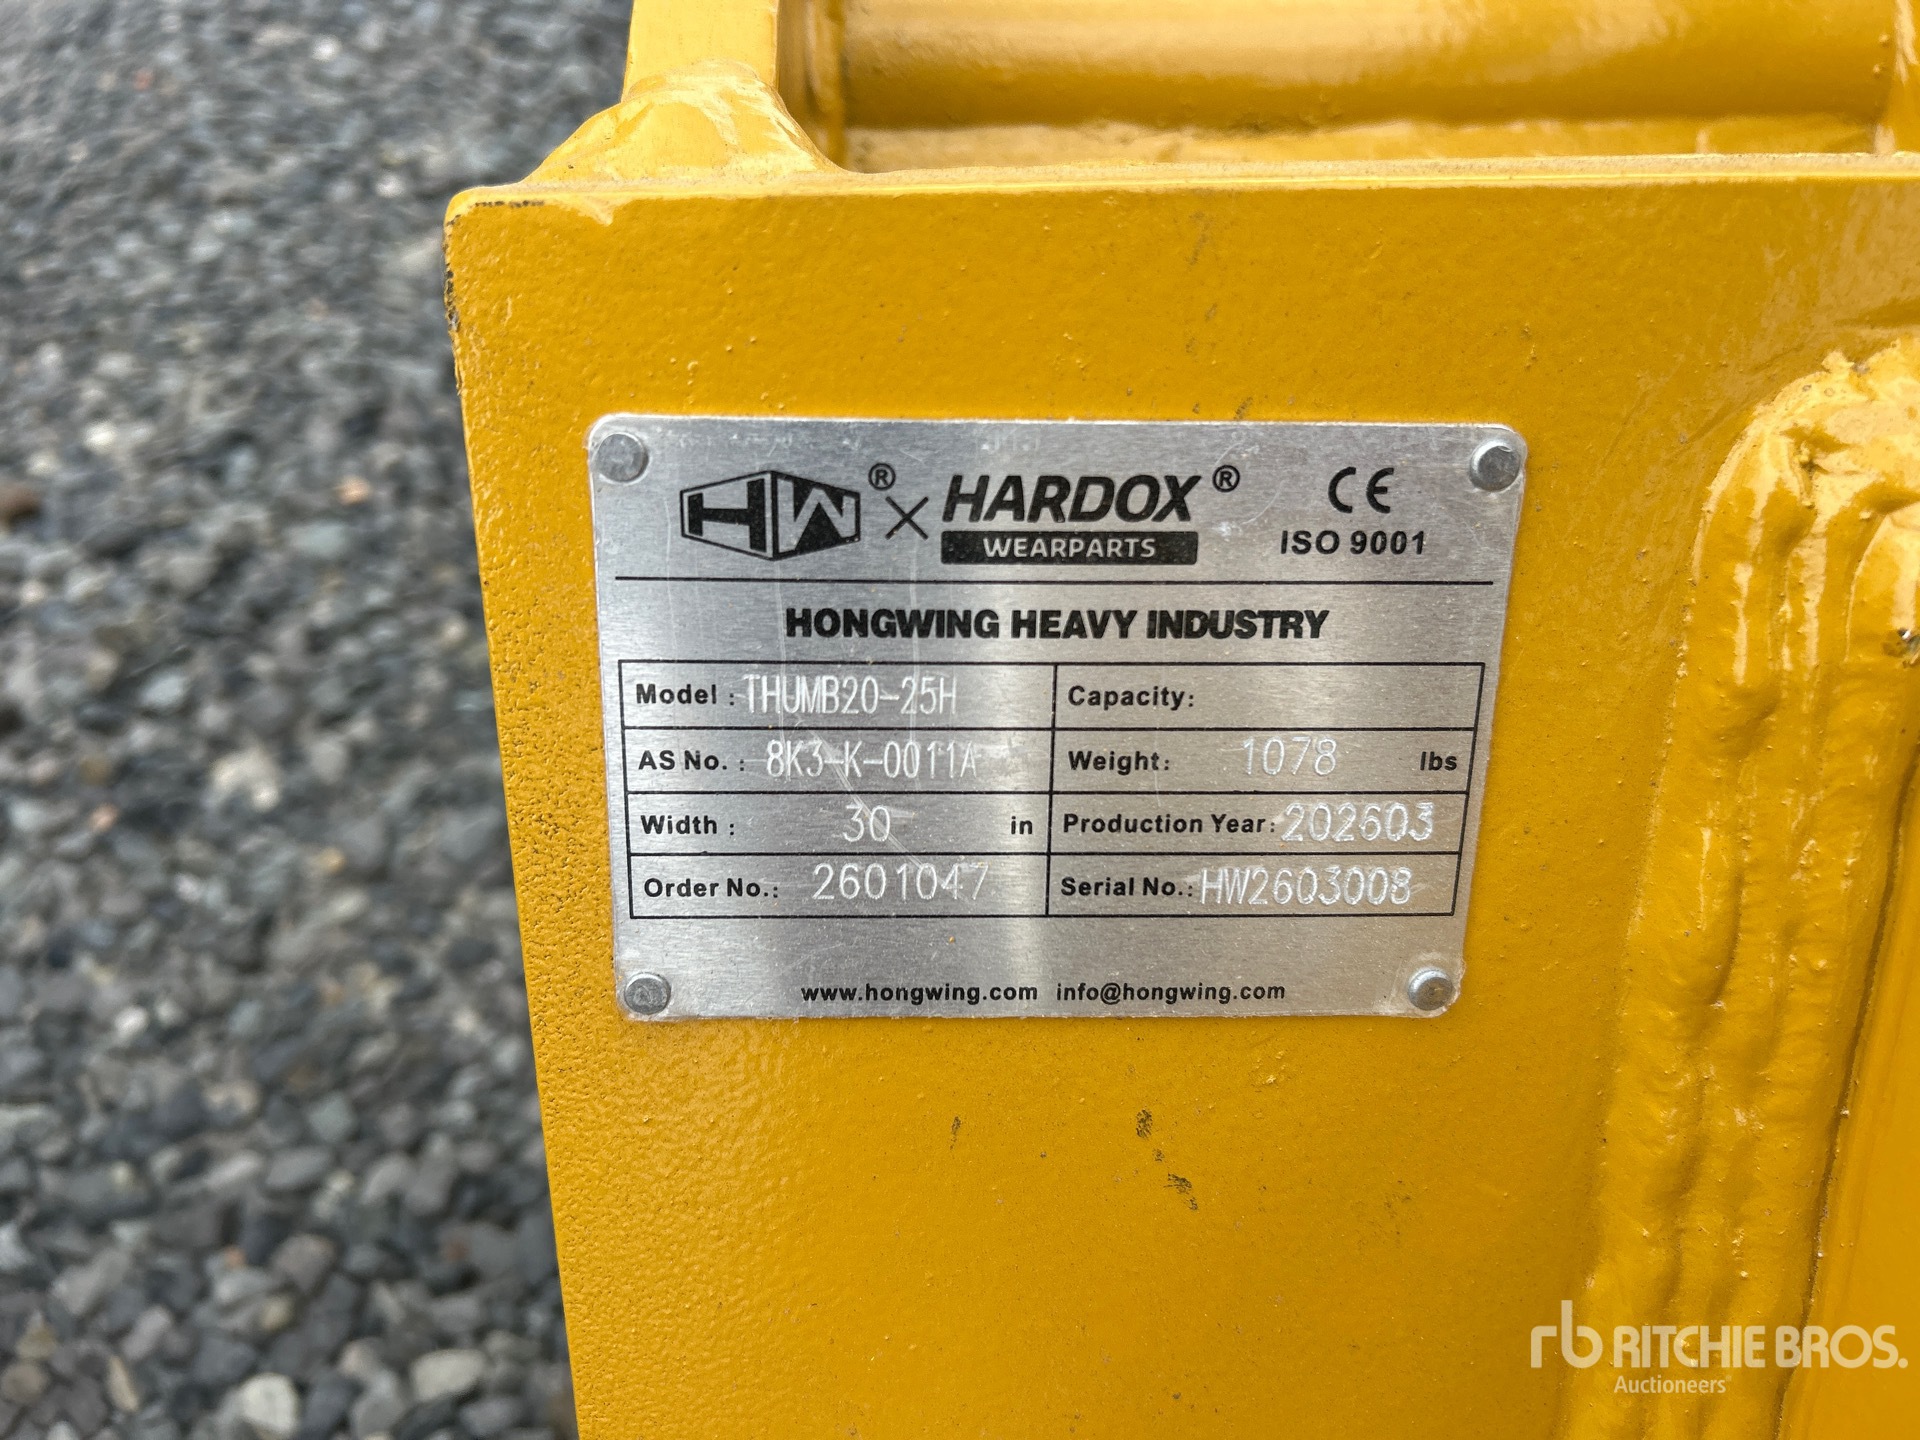 HW® × HARDOX® CE
WEARPARTS ISO 9001
HONGWING HEAVY INDUSTRY
Model : THUMB20-25H Capacity:
AS No. : 8K3-K-0011A Weight: 1078 lbs
Width : 30 in Production Year: 202603
Order No.: 2601047 Serial No.: HW2603008
www.hongwing.com info@hongwing.com
rb RITCHIE BROS.
Auctioneers